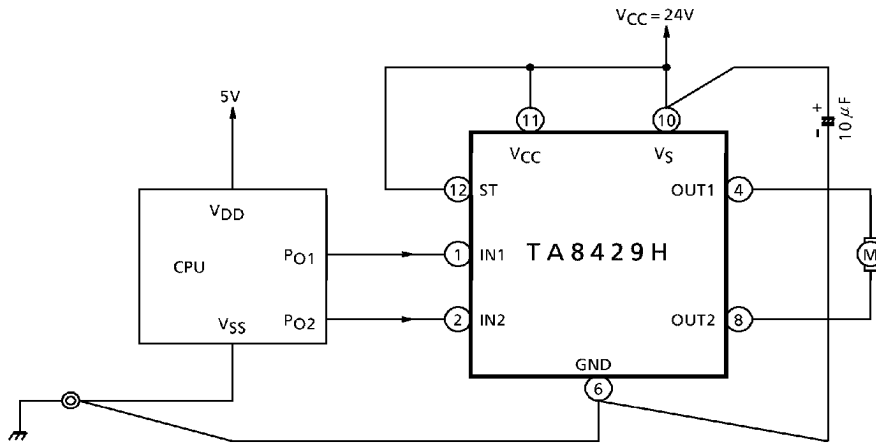 VCC=24V
5V
11
10
+
-
10μF
VCC
VS
12
ST
OUT1
4
VDD
CPU
PO1
1
IN1
TA8429H
M
VSS
PO2
2
IN2
OUT2
8
GND
6